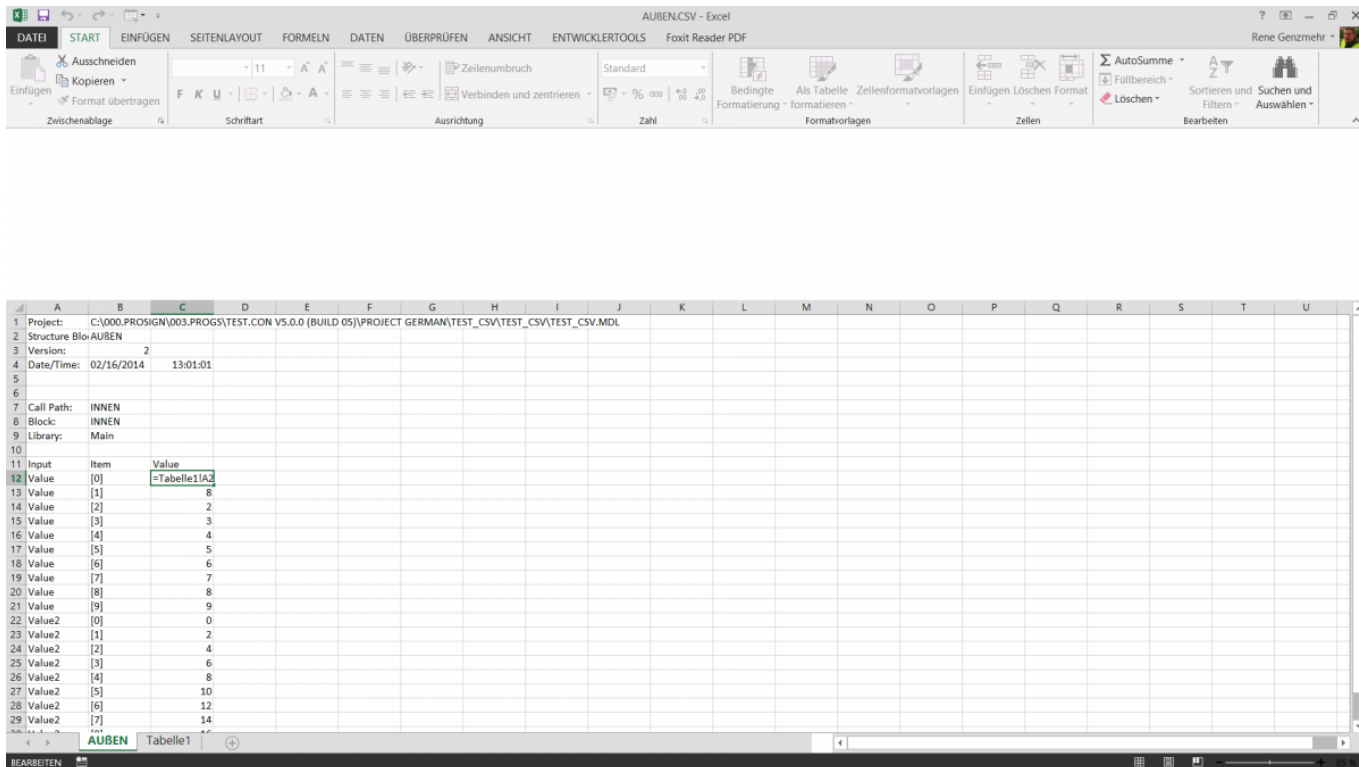 AUßEN.CSV - Excel
DATEI START EINFÜGEN SEITENLAYOUT FORMELN DATEN ÜBERPRÜFEN ANSICHT ENTWICKLERTOOLS Foxit Reader PDF Rene Genzmehr
Ausschneiden
Kopieren
Format übertragen
Einfügen
Zwischenablage
11
F K U
Schriftart
Zeilenumbruch
Verbinden und zentrieren
Ausrichtung
Standard
% 000
Zahl
Bedingte Formatierung
Als Tabelle formatieren
Zellenformatvorlagen
Formatvorlagen
Einfügen Löschen Format
Zellen
AutoSumme
Füllbereich
Löschen
Sortieren und Filtern
Suchen und Auswählen
Bearbeiten
A B C D E F G H I J K L M N O P Q R S T U
1 Project: C:\000.PROSIGN\003.PROGS\TEST.CON V5.0.0 (BUILD 05)\PROJECT GERMAN\TEST_CSV\TEST_CSV\TEST_CSV.MDL
2 Structure Blo AUßEN
3 Version: 2
4 Date/Time: 02/16/2014 13:01:01
5
6
7 Call Path: INNEN
8 Block: INNEN
9 Library: Main
10
11 Input Item Value
12 Value [0] =Tabelle1!A2
13 Value [1] 8
14 Value [2] 2
15 Value [3] 3
16 Value [4] 4
17 Value [5] 5
18 Value [6] 6
19 Value [7] 7
20 Value [8] 8
21 Value [9] 9
22 Value2 [0] 0
23 Value2 [1] 2
24 Value2 [2] 4
25 Value2 [3] 6
26 Value2 [4] 8
27 Value2 [5] 10
28 Value2 [6] 12
29 Value2 [7] 14
AUßEN Tabelle1
BEARBEITEN
85 %